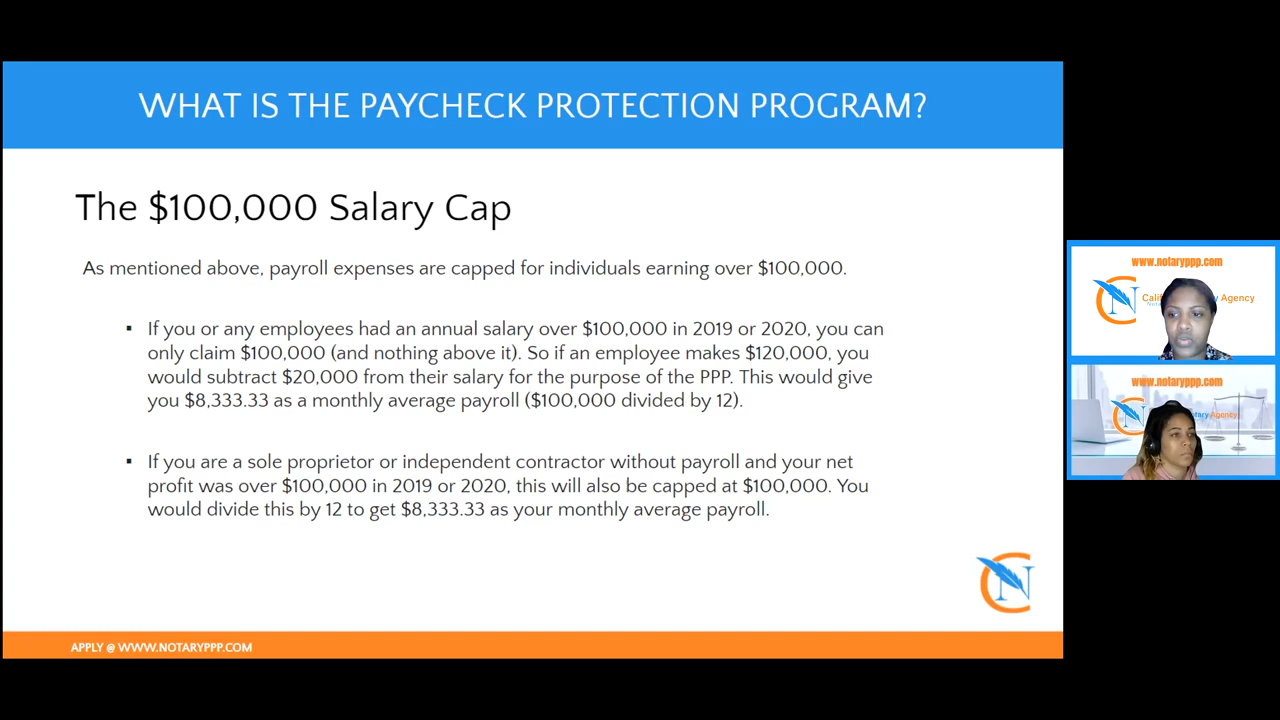 WHAT IS THE PAYCHECK PROTECTION PROGRAM?
The $100,000 Salary Cap
As mentioned above, payroll expenses are capped for individuals earning over $100,000.
▪ If you or any employees had an annual salary over $100,000 in 2019 or 2020, you can
only claim $100,000 (and nothing above it). So if an employee makes $120,000, you
would subtract $20,000 from their salary for the purpose of the PPP. This would give
you $8,333.33 as a monthly average payroll ($100,000 divided by 12).
▪ If you are a sole proprietor or independent contractor without payroll and your net
profit was over $100,000 in 2019 or 2020, this will also be capped at $100,000. You
would divide this by 12 to get $8,333.33 as your monthly average payroll.
CN
APPLY @ WWW.NOTARYPPP.COM
www.notaryppp.com
CN
Agency
www.notaryppp.com
Agency